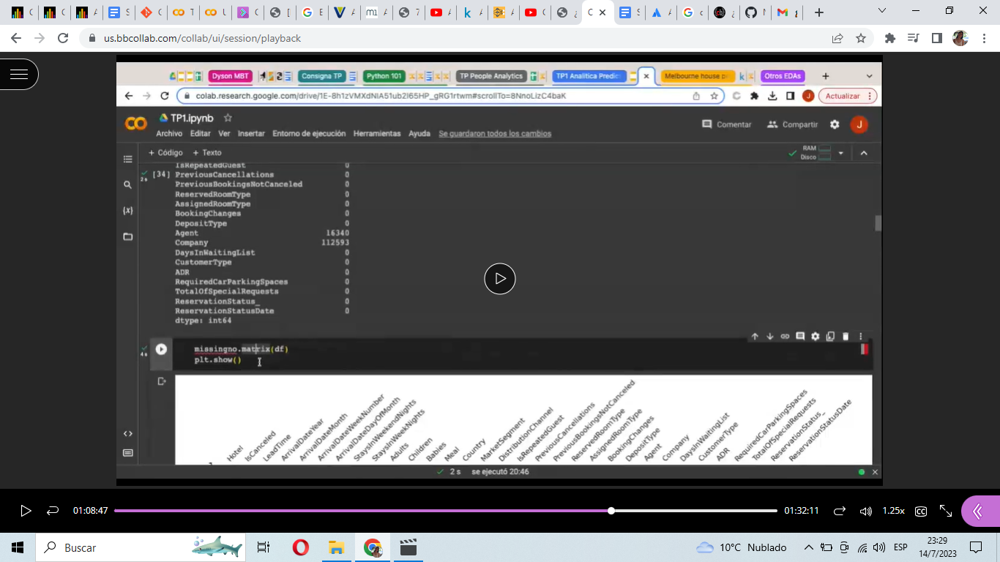 us.bbcollab.com/collab/ui/session/playback
Dyson MBT
Consigna TP
Python 101
TP People Analytics
TP1 Analítica Predic
Melbourne house p
Otros EDAs
colab.research.google.com/drive/1E-8h1zVMXdNIA51ub2I65HP_gRG1rtwm#scrollTo=8NnoLizC4baK
Actualizar
TP1.ipynb
Archivo Editar Ver Insertar Entorno de ejecución Herramientas Ayuda Se guardaron todos los cambios
Comentar Compartir J
+ Código + Texto
RAM
Disco
IsRepeatedGuest 0
[34] PreviousCancellations 0
2 s
PreviousBookingsNotCanceled 0
ReservedRoomType 0
AssignedRoomType 0
BookingChanges 0
DepositType 0
Agent 16340
Company 112593
DaysInWaitingList 0
CustomerType 0
ADR 0
RequiredCarParkingSpaces 0
TotalOfSpecialRequests 0
ReservationStatus_ 0
ReservationStatusDate 0
dtype: int64
missingno.matrix(df)
4 s
plt.show()
Hotel
IsCanceled
LeadTime
ArrivalDateYear
ArrivalDateMonth
ArrivalDateWeekNumber
ArrivalDateDayOfMonth
StaysInWeekendNights
StaysInWeekNights
Adults
Children
Babies
Meal
Country
MarketSegment
DistributionChannel
IsRepeatedGuest
PreviousCancellations
PreviousBookingsNotCanceled
ReservedRoomType
AssignedRoomType
BookingChanges
DepositType
Agent
Company
DaysInWaitingList
CustomerType
ADR
RequiredCarParkingSpaces
TotalOfSpecialRequests
ReservationStatus_
ReservationStatusDate
2 s se ejecutó 20:46
01:08:47
01:32:11
1.25x
CC
Buscar
10°C Nublado
ESP
23:29
14/7/2023